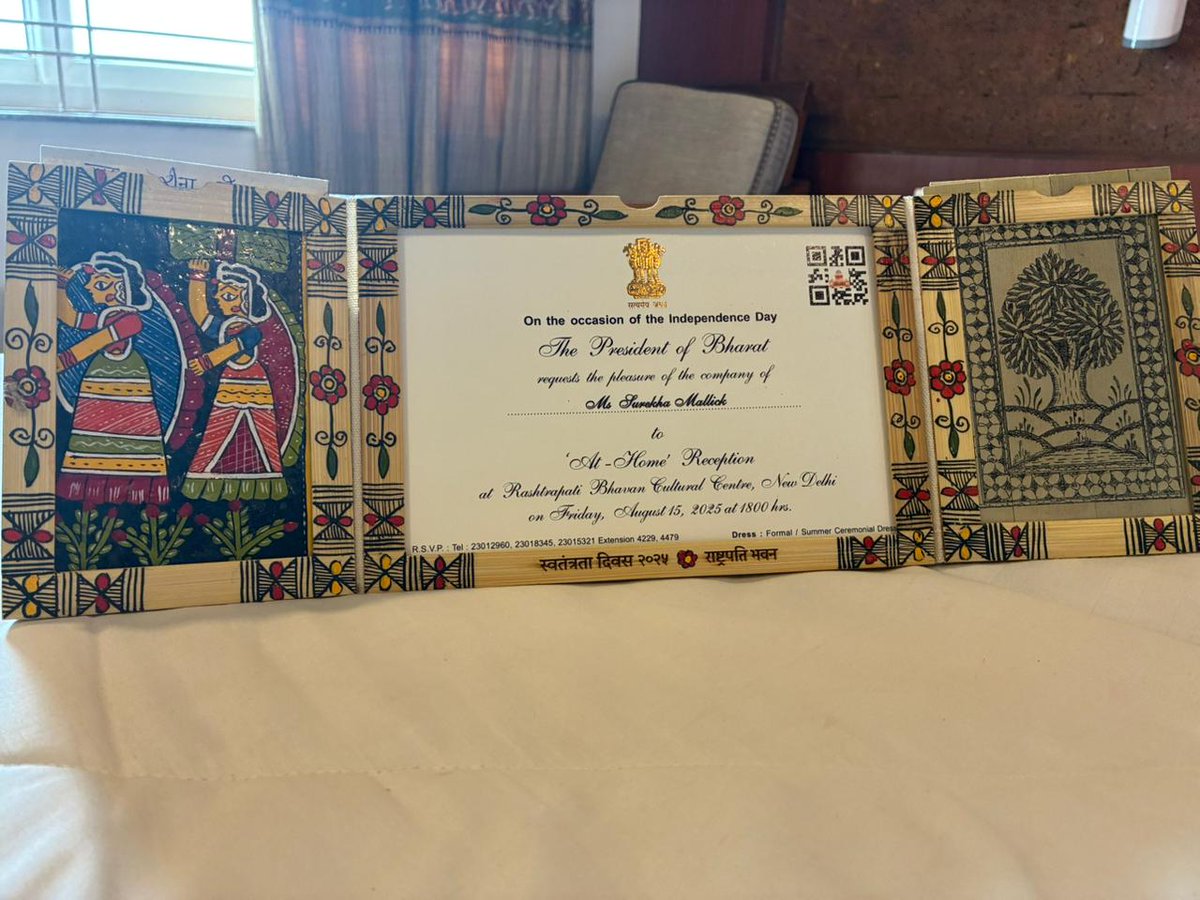 सत्यमेव जयते
On the occasion of the Independence Day
The President of Bharat
requests the pleasure of the company of
Ms Surekha Mallick
to
‘At-Home’ Reception
at Rashtrapati Bhavan Cultural Centre, New Delhi
on Friday, August 15, 2025 at 1800 hrs.
R.S.V.P. : Tel : 23012960, 23018345, 23015321 Extension 4229, 4479
Dress : Formal / Summer Ceremonial Dress
स्वतंत्रता दिवस २०२५ राष्ट्रपति भवन